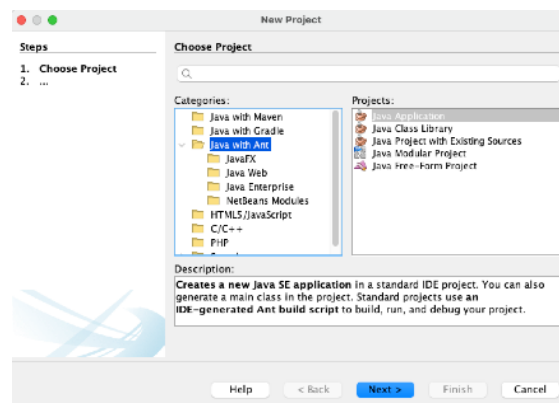 New Project
Steps
1. Choose Project
2. ...
Choose Project
Categories:
Java with Maven
Java with Gradle
Java with Ant
JavaFX
Java Web
Java Enterprise
NetBeans Modules
HTML5/JavaScript
C/C++
PHP
Projects:
Java Application
Java Class Library
Java Project with Existing Sources
Java Modular Project
Java Free-Form Project
Description:
Creates a new Java SE application in a standard IDE project. You can also
generate a main class in the project. Standard projects use an
IDE-generated Ant build script to build, run, and debug your project.
Help
< Back
Next >
Finish
Cancel